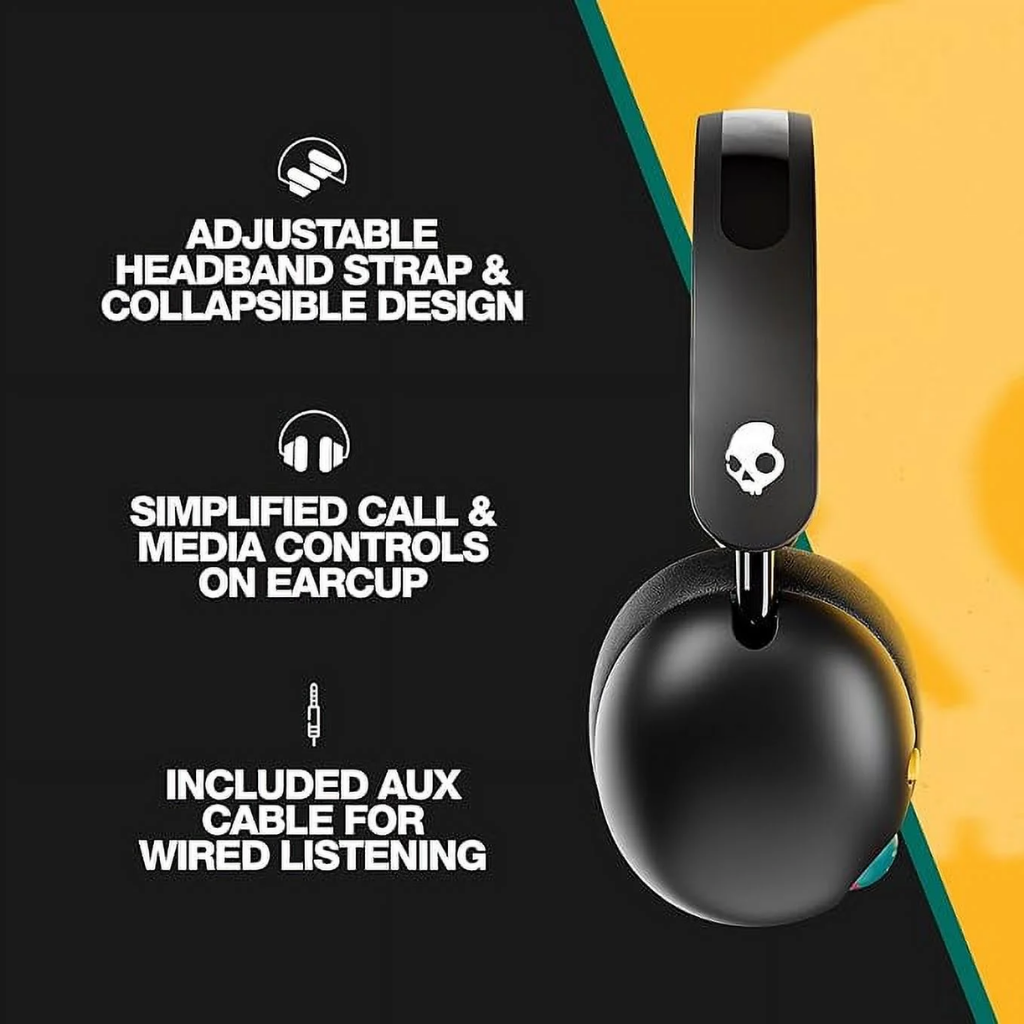 ADJUSTABLE
HEADBAND STRAP &
COLLAPSIBLE DESIGN
SIMPLIFIED CALL &
MEDIA CONTROLS
ON EARCUP
INCLUDED AUX
CABLE FOR
WIRED LISTENING